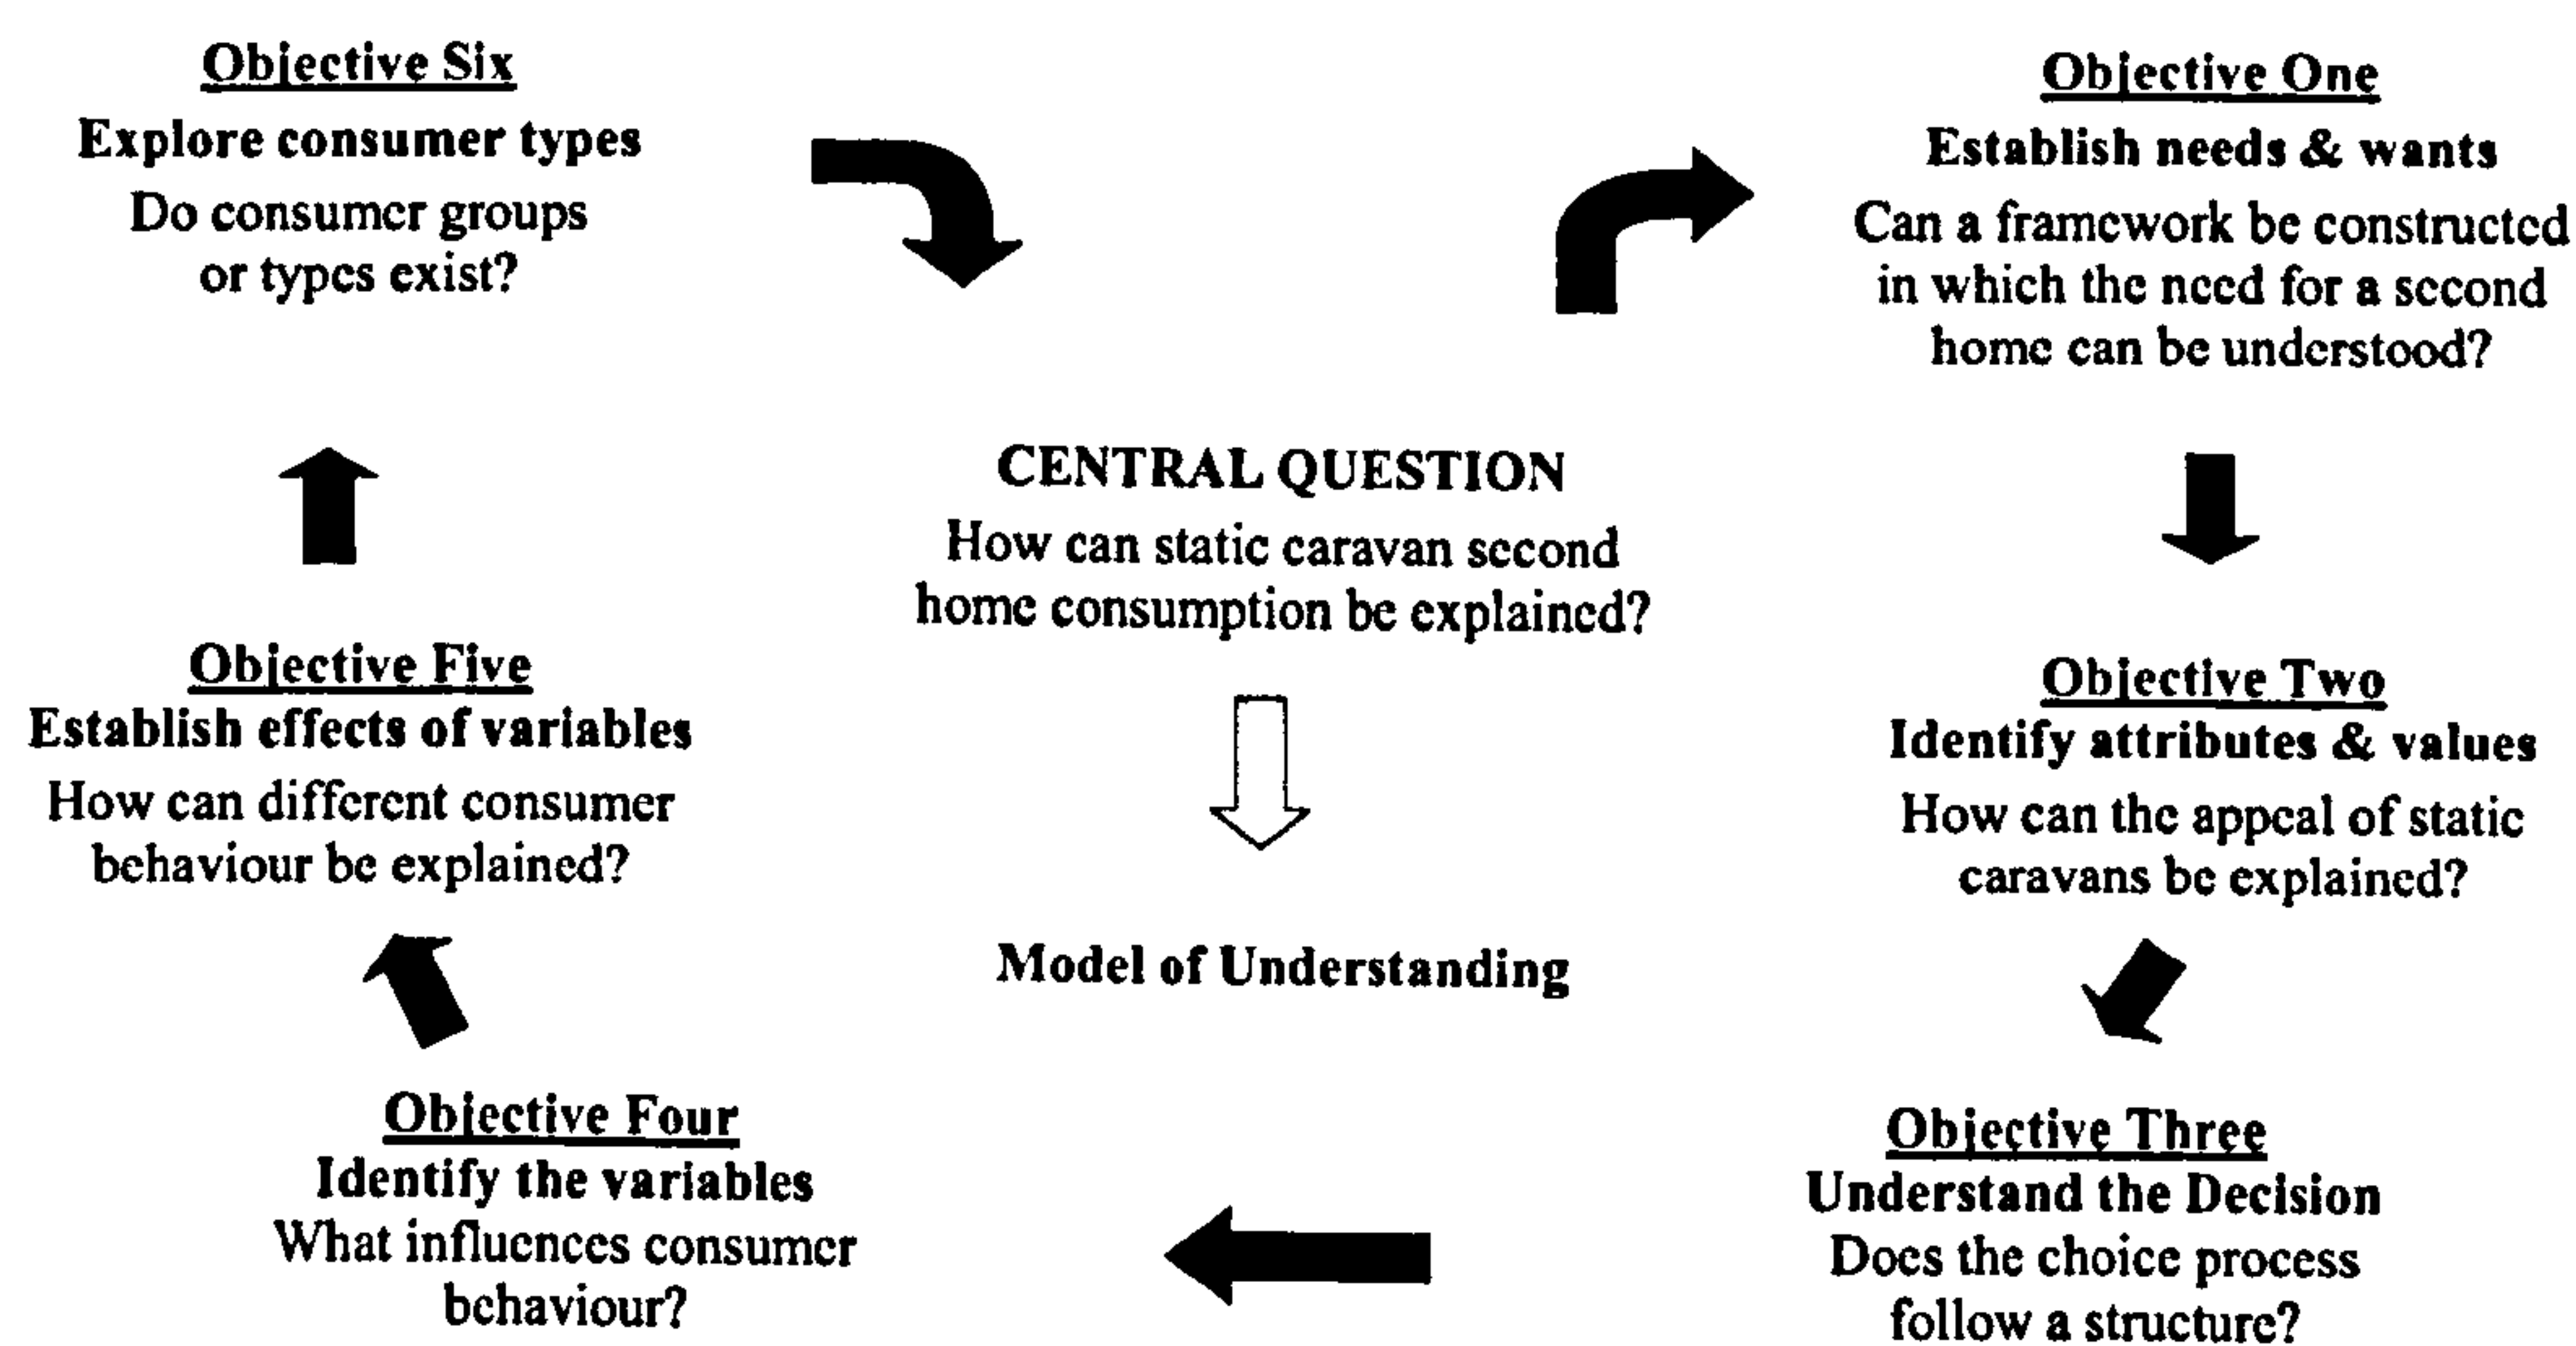 Objective Six
Explore consumer types
Do consumer groups
or types exist?
Objective One
Establish needs & wants
Can a framework be constructed
in which the need for a second
home can be understood?
CENTRAL QUESTION
How can static caravan second
home consumption be explained?
Objective Five
Establish effects of variables
How can different consumer
behaviour be explained?
Objective Two
Identify attributes & values
How can the appeal of static
caravans be explained?
Model of Understanding
Objective Four
Identify the variables
What influences consumer
behaviour?
Objective Three
Understand the Decision
Does the choice process
follow a structure?